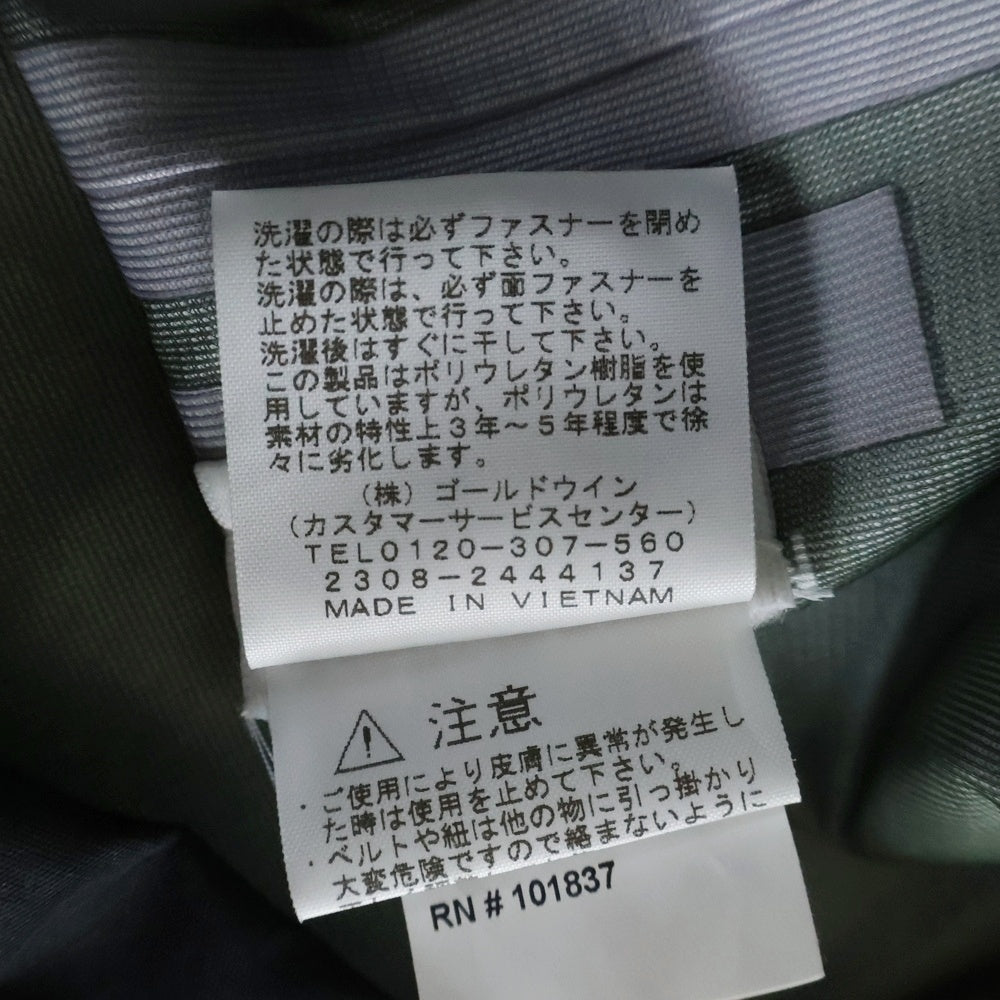 洗濯の際は必ずファスナーを閉め
た状態で行って下さい。
洗濯の際は、必ず面ファスナーを
止めた状態で行って下さい。
洗濯後はすぐに干して下さい。
この製品はポリウレタン樹脂を使
用していますが、ポリウレタンは
素材の特性上3年～5年程度で徐
々に劣化します。
(株) ゴールドウイン
(カスタマーサービスセンター)
TEL0120-307-560
2308-2444137
MADE IN VIETNAM
注意
・ご使用により皮膚に異常が発生し
た時は使用を止めて下さい。
・ベルトや紐は他の物に引っ掛かり
大変危険ですので絡まないように
RN # 101837